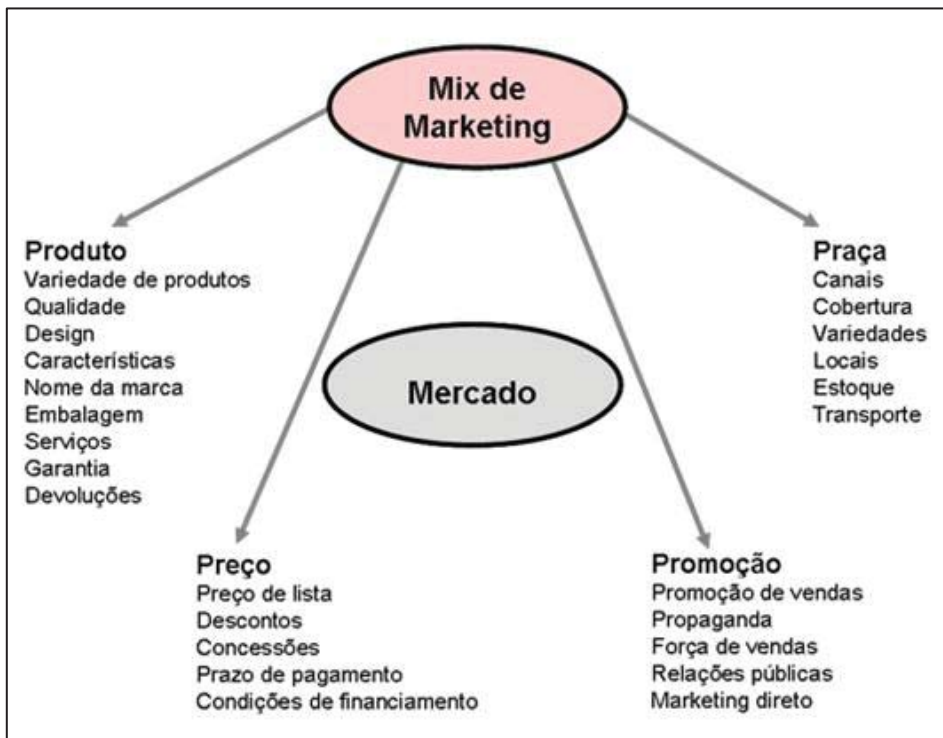 Mix de
Marketing
Produto
Variedade de produtos
Qualidade
Design
Características
Nome da marca
Embalagem
Serviços
Garantia
Devoluções
Mercado
Praça
Canais
Cobertura
Variedades
Locais
Estoque
Transporte
Preço
Preço de lista
Descontos
Concessões
Prazo de pagamento
Condições de financiamento
Promoção
Promoção de vendas
Propaganda
Força de vendas
Relações públicas
Marketing direto